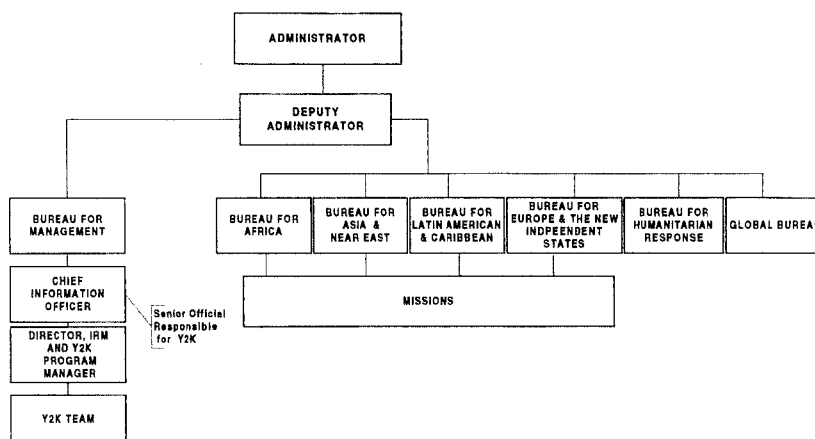 ADMINISTRATOR
DEPUTY
ADMINISTRATOR
BUREAU FOR
MANAGEMENT
BUREAU FOR
AFRICA
BUREAU FOR
ASIA &
NEAR EAST
BUREAU FOR
LATIN AMERICAN
& CARIBBEAN
BUREAU FOR
EUROPE & THE NEW
INDPEENDENT
STATES
BUREAU FOR
HUMANITARIAN
RESPONSE
GLOBAL BUREAU
CHIEF
INFORMATION
OFFICER
Senior Official
Responsible
for Y2K
MISSIONS
DIRECTOR, IRM
AND Y2K
PROGRAM
MANAGER
Y2K TEAM